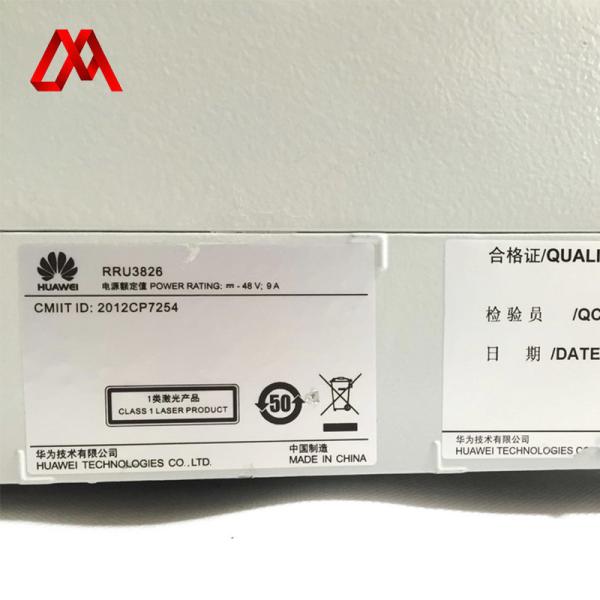 HUAWEI
RRU3826
电源额定值 POWER RATING: ⎓ - 48 V; 9 A
CMIIT ID: 2012CP7254
1类激光产品
CLASS 1 LASER PRODUCT
50
华为技术有限公司
HUAWEI TECHNOLOGIES CO.,LTD.
中国制造
MADE IN CHINA
合格证/QUALI
检验员 /QC
日 期/DATE
华为技术有限公司
HUAWEI TECHNOLOGIES CO.,